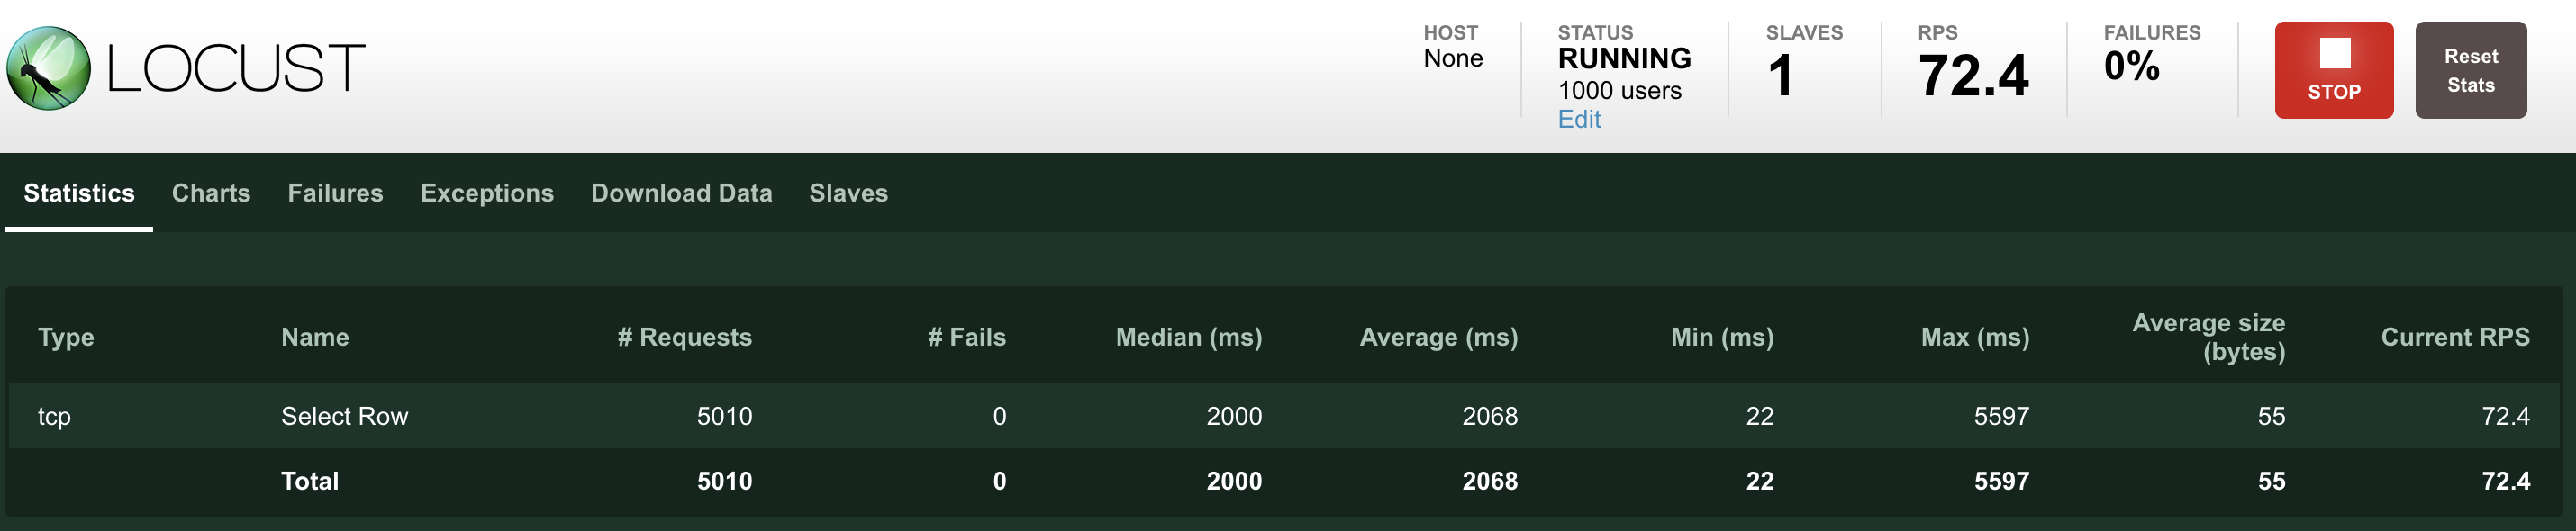 LOCUST
HOST
None
STATUS
RUNNING
1000 users
Edit
SLAVES
1
RPS
72.4
FAILURES
0%
STOP
Reset
Stats
Statistics Charts Failures Exceptions Download Data Slaves
Type Name # Requests # Fails Median (ms) Average (ms) Min (ms) Max (ms) Average size (bytes) Current RPS
tcp Select Row 5010 0 2000 2068 22 5597 55 72.4
Total 5010 0 2000 2068 22 5597 55 72.4